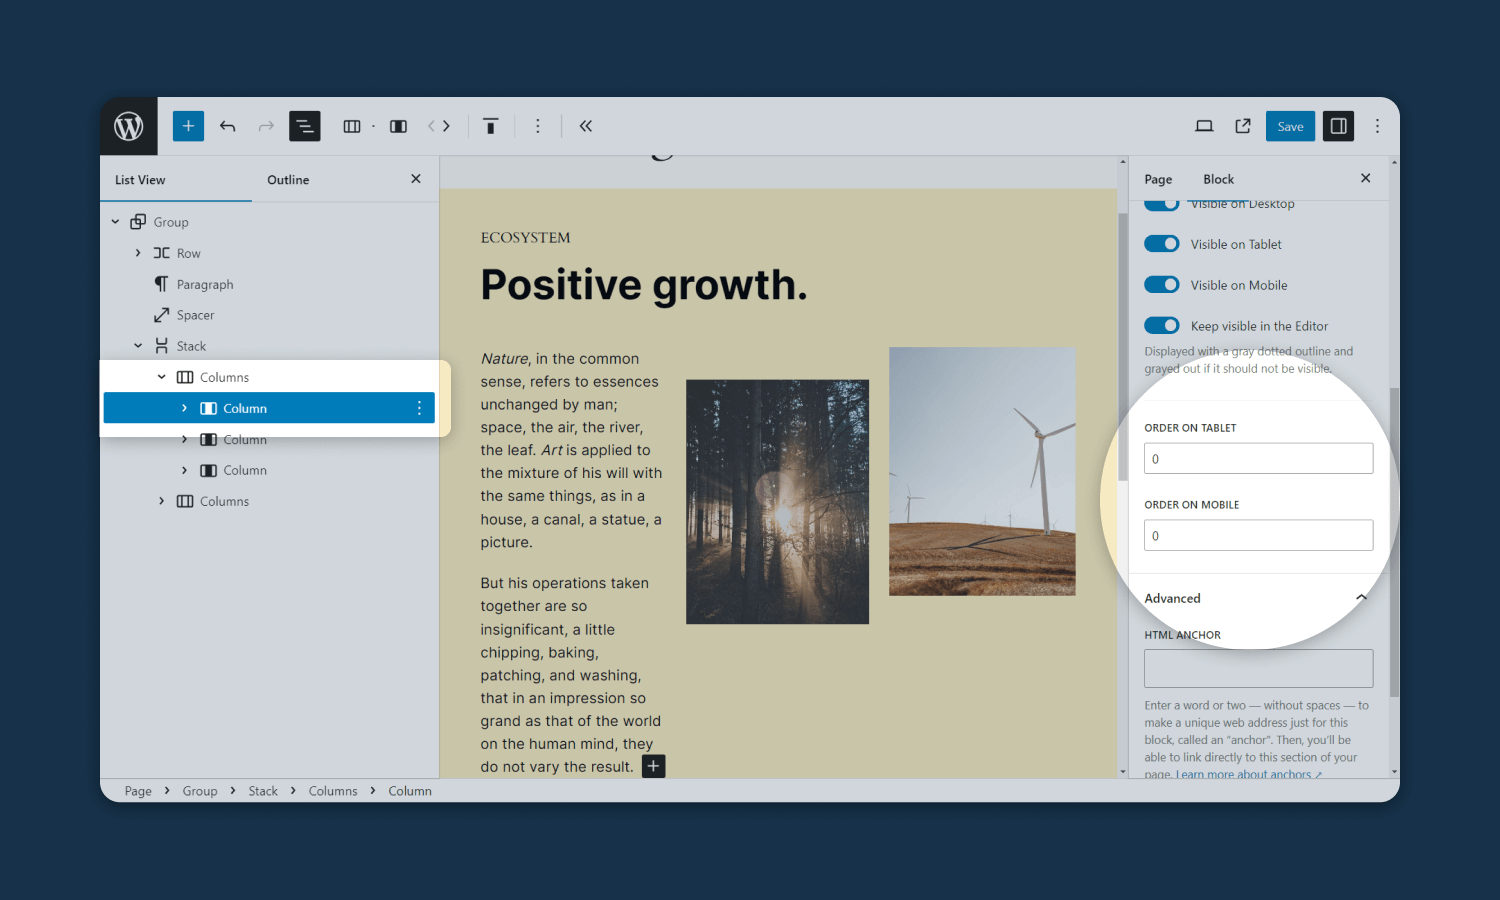 Save
List View
Outline
Group
Row
Paragraph
Spacer
Stack
Columns
Column
Column
Column
Columns
ECOSYSTEM
Positive growth.
Nature, in the common
sense, refers to essences
unchanged by man;
space, the air, the river,
the leaf. Art is applied to
the mixture of his will with
the same things, as in a
house, a canal, a statue, a
picture.
But his operations taken
together are so
insignificant, a little
chipping, baking,
patching, and washing,
that in an impression so
grand as that of the world
on the human mind, they
do not vary the result.
Page
Block
Visible on Desktop
Visible on Tablet
Visible on Mobile
Keep visible in the Editor
Displayed with a gray dotted outline and
grayed out if it should not be visible.
ORDER ON TABLET
0
ORDER ON MOBILE
0
Advanced
HTML ANCHOR
Enter a word or two — without spaces — to
make a unique web address just for this
block, called an “anchor”. Then, you’ll be
able to link directly to this section of your
page. Learn more about anchors ↗
Page > Group > Stack > Columns > Column